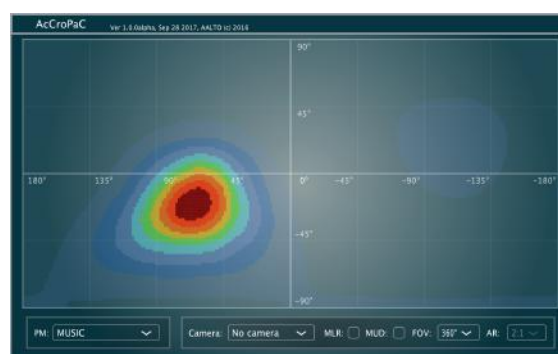 AcCroPaC Ver 1.0.0alpha, Sep 28 2017, AALTO (c) 2016
90°
45°
180° 135° 90° 45° 0° -45° -90° -135° -180°
-45°
-90°
PM: MUSIC Camera: No camera MLR: MUD: FOV: 360° AR: 2:1